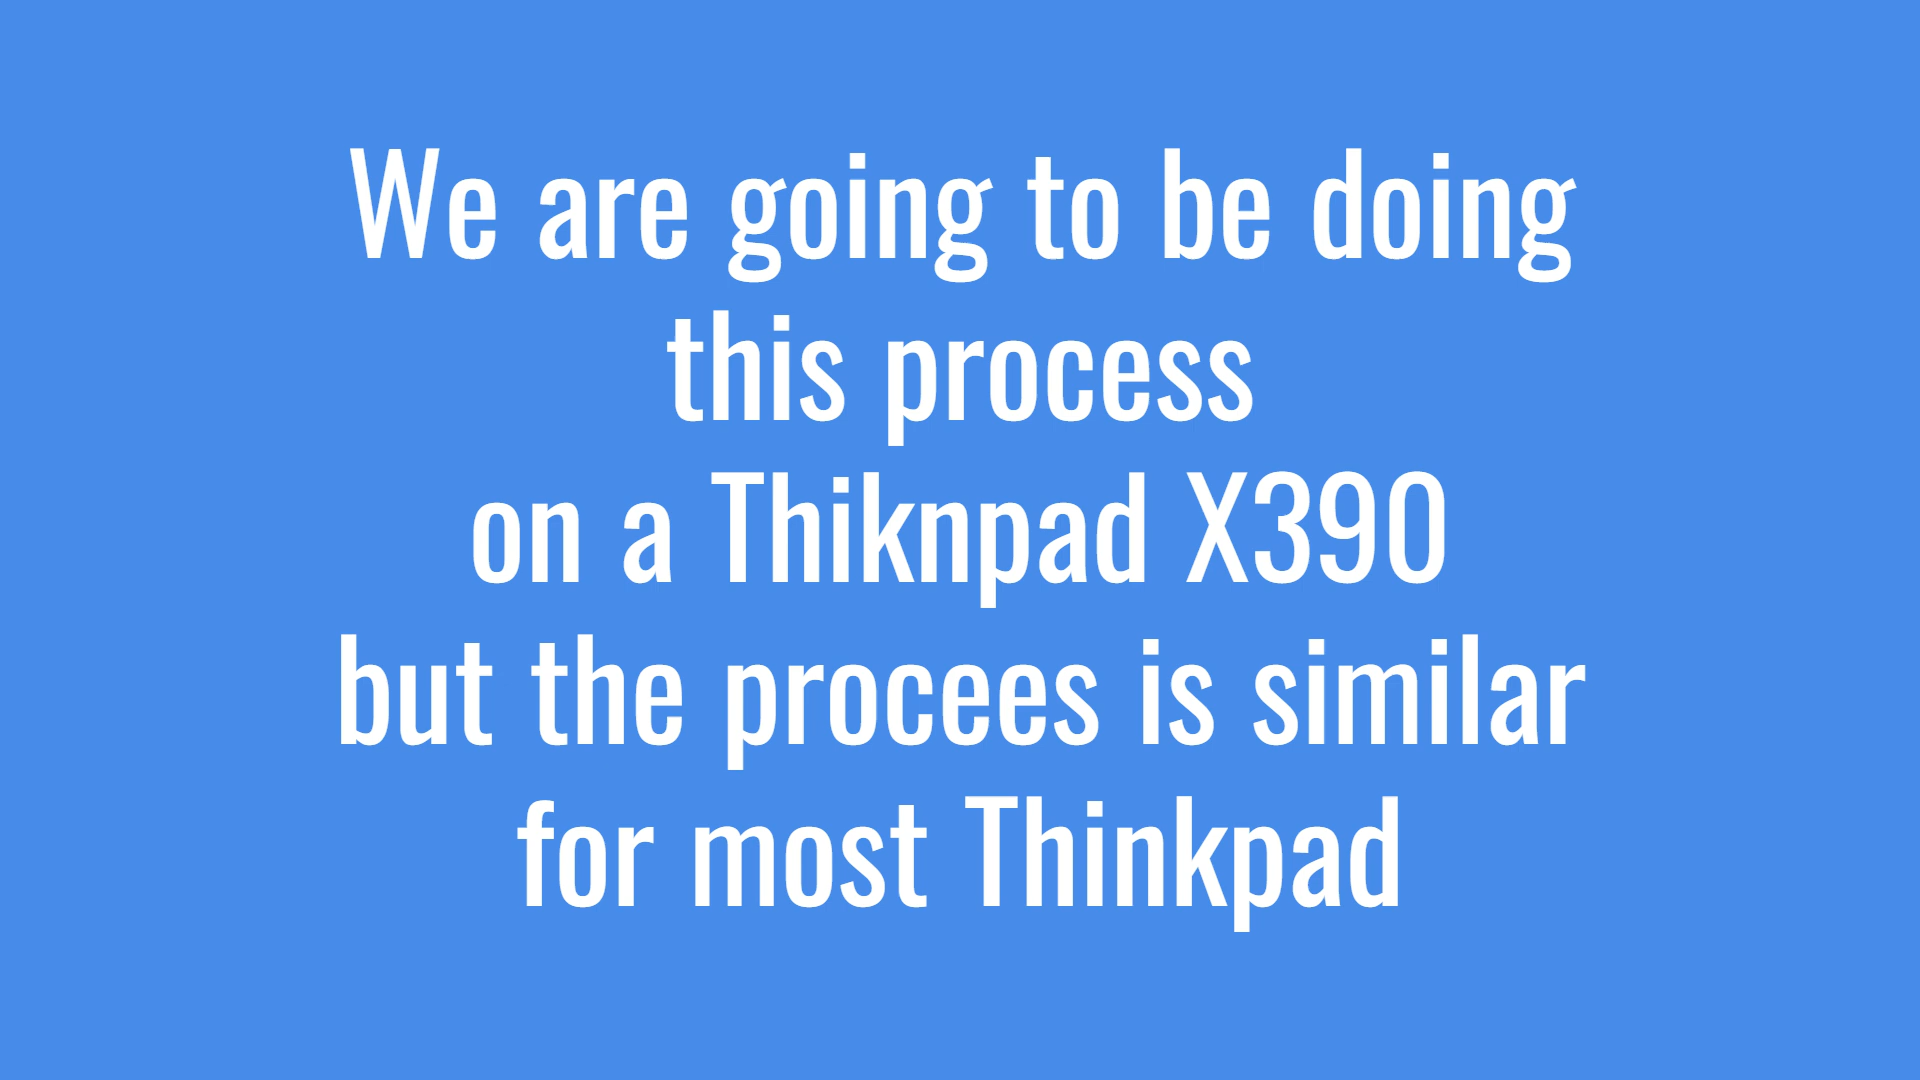 We are going to be doing
this process
on a Thiknpad X390
but the procees is similar
for most Thinkpad